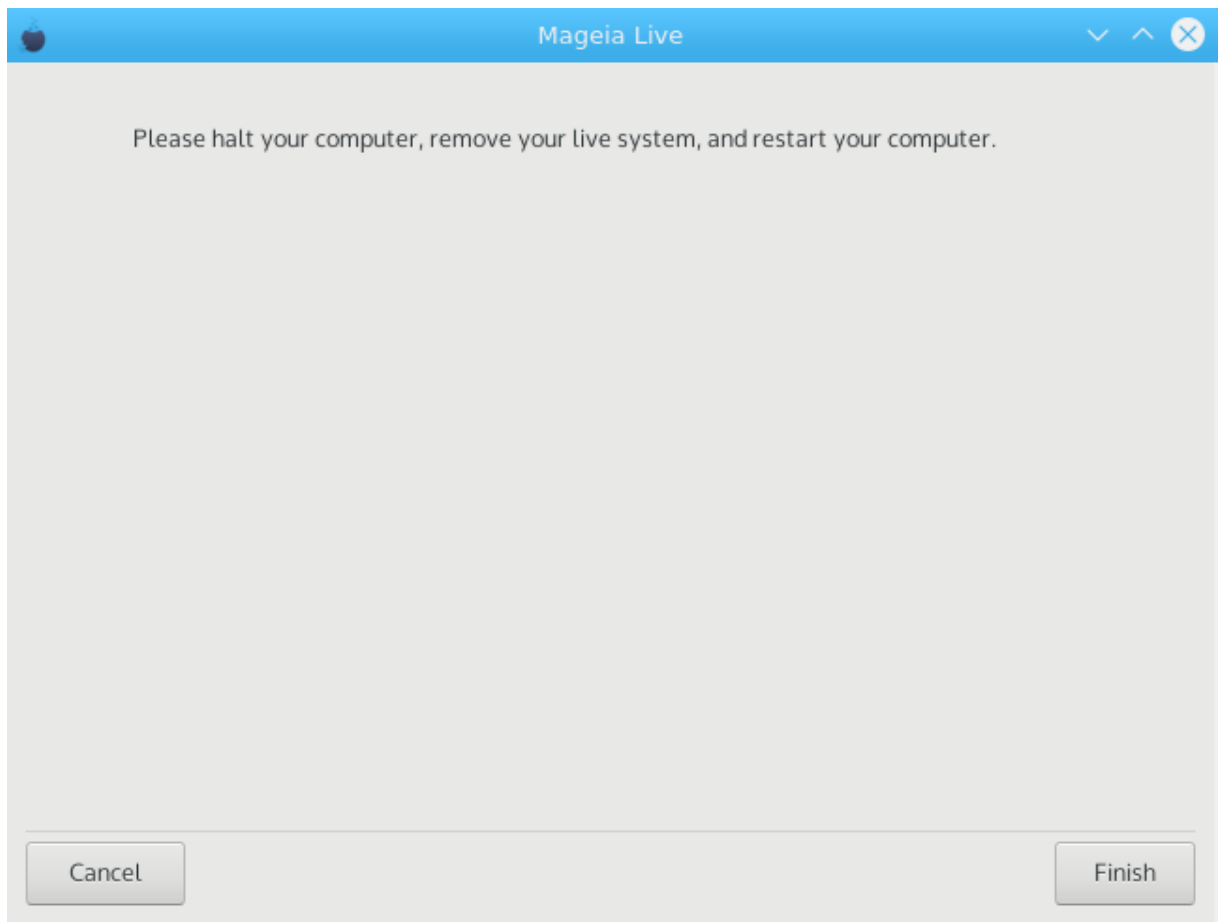 Mageia Live
Please halt your computer, remove your live system, and restart your computer.
Cancel
Finish